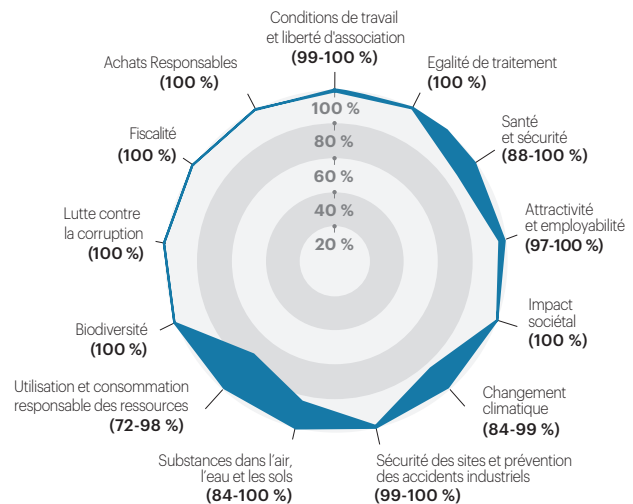 Conditions de travail
et liberté d'association
(99-100 %)
Egalité de traitement
(100 %)
Santé
et sécurité
(88-100 %)
Attractivité
et employabilité
(97-100 %)
Impact
sociétal
(100 %)
Changement
climatique
(84-99 %)
Sécurité des sites et prévention
des accidents industriels
(99-100 %)
Substances dans l’air,
l’eau et les sols
(84-100 %)
Utilisation et consommation
responsable des ressources
(72-98 %)
Biodiversité
(100 %)
Lutte contre
la corruption
(100 %)
Fiscalité
(100 %)
Achats Responsables
(100 %)
100 %
80 %
60 %
40 %
20 %